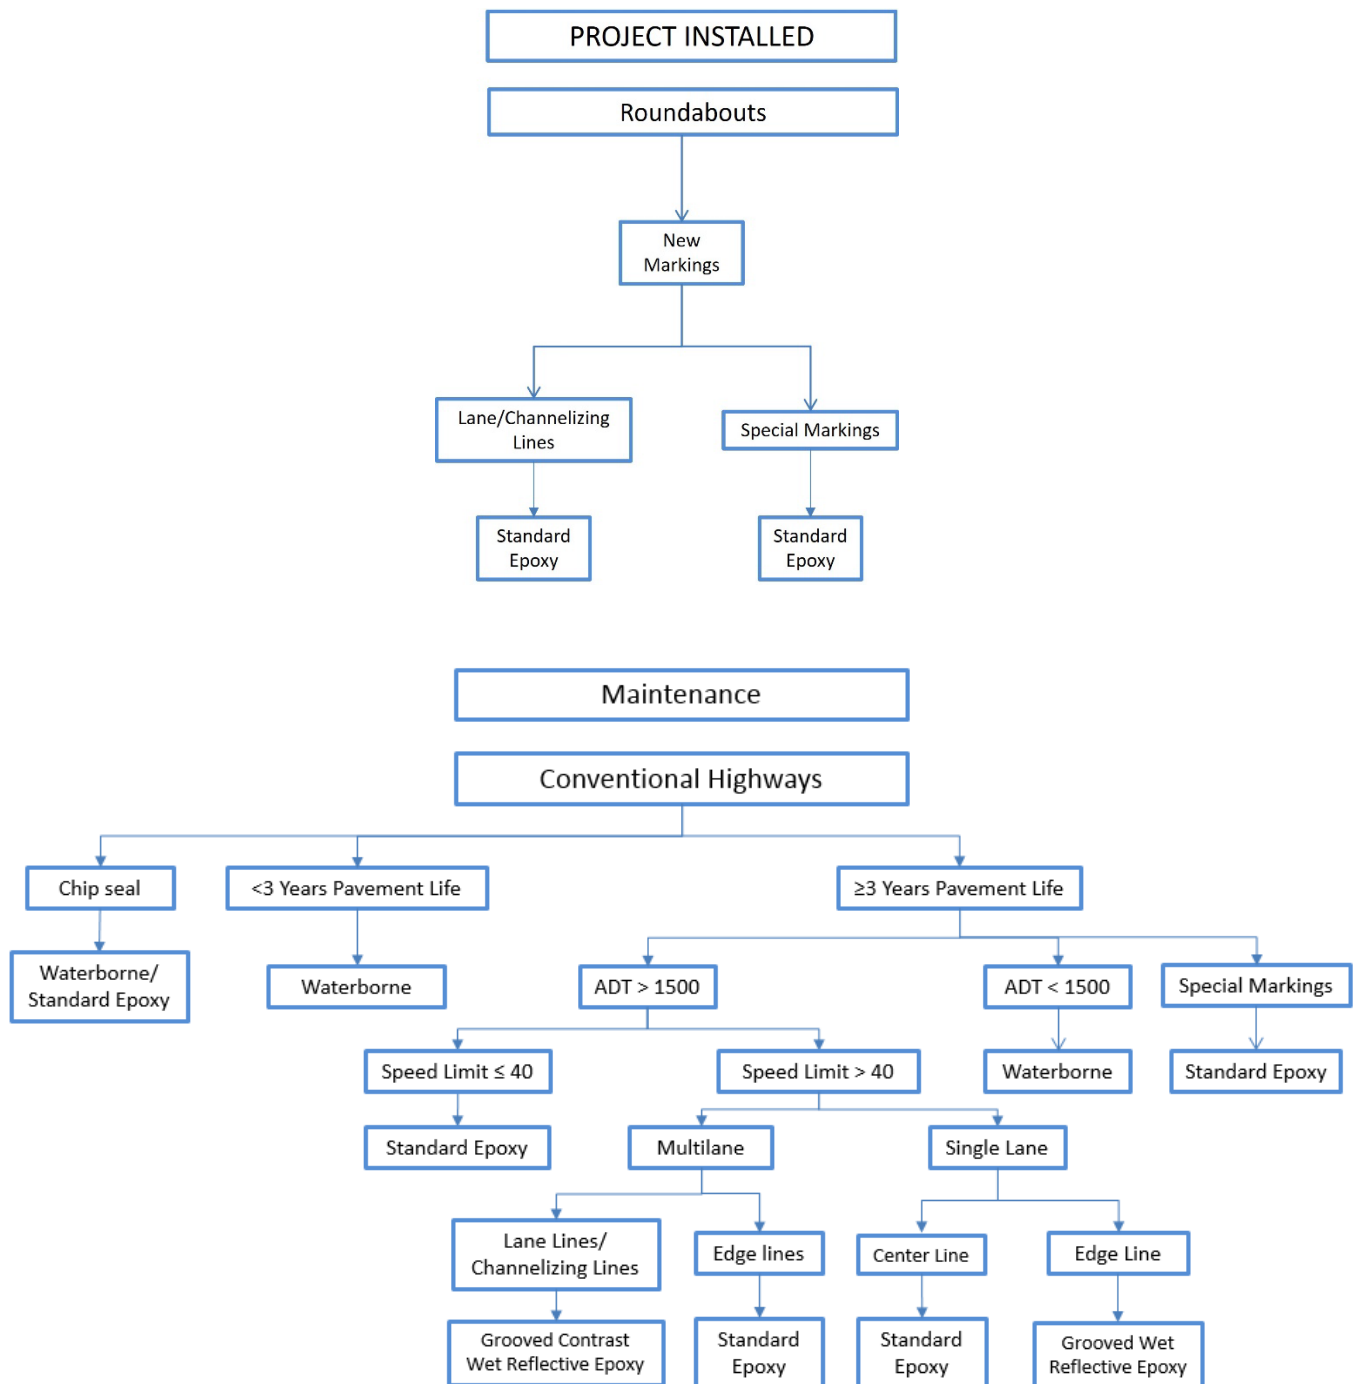 PROJECT INSTALLED
Roundabouts
New
Markings
Lane/Channelizing
Lines
Special Markings
Standard
Epoxy
Standard
Epoxy
Maintenance
Conventional Highways
Chip seal
<3 Years Pavement Life
≥3 Years Pavement Life
Waterborne/
Standard Epoxy
Waterborne
ADT > 1500
ADT < 1500
Special Markings
Speed Limit ≤ 40
Speed Limit > 40
Waterborne
Standard Epoxy
Standard Epoxy
Multilane
Single Lane
Lane Lines/
Channelizing Lines
Edge lines
Center Line
Edge Line
Grooved Contrast
Wet Reflective Epoxy
Standard
Epoxy
Standard
Epoxy
Grooved Wet
Reflective Epoxy